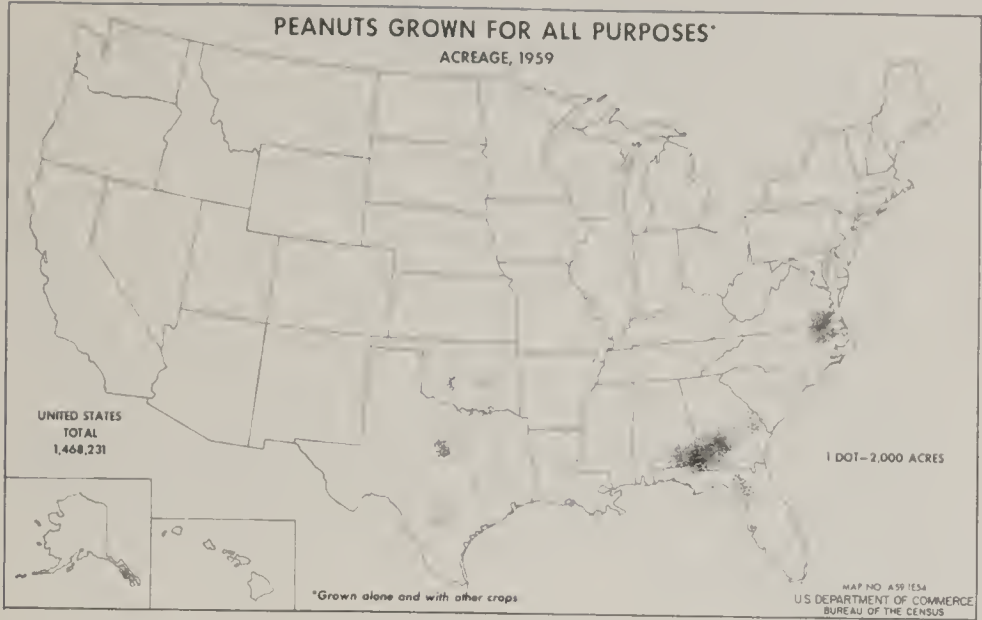 PEANUTS GROWN FOR ALL PURPOSES*
ACREAGE, 1959
UNITED STATES
TOTAL
1,468,231
1 DOT—2,000 ACRES
*Grown alone and with other crops
MAP NO. A59 1E54
U.S. DEPARTMENT OF COMMERCE
BUREAU OF THE CENSUS